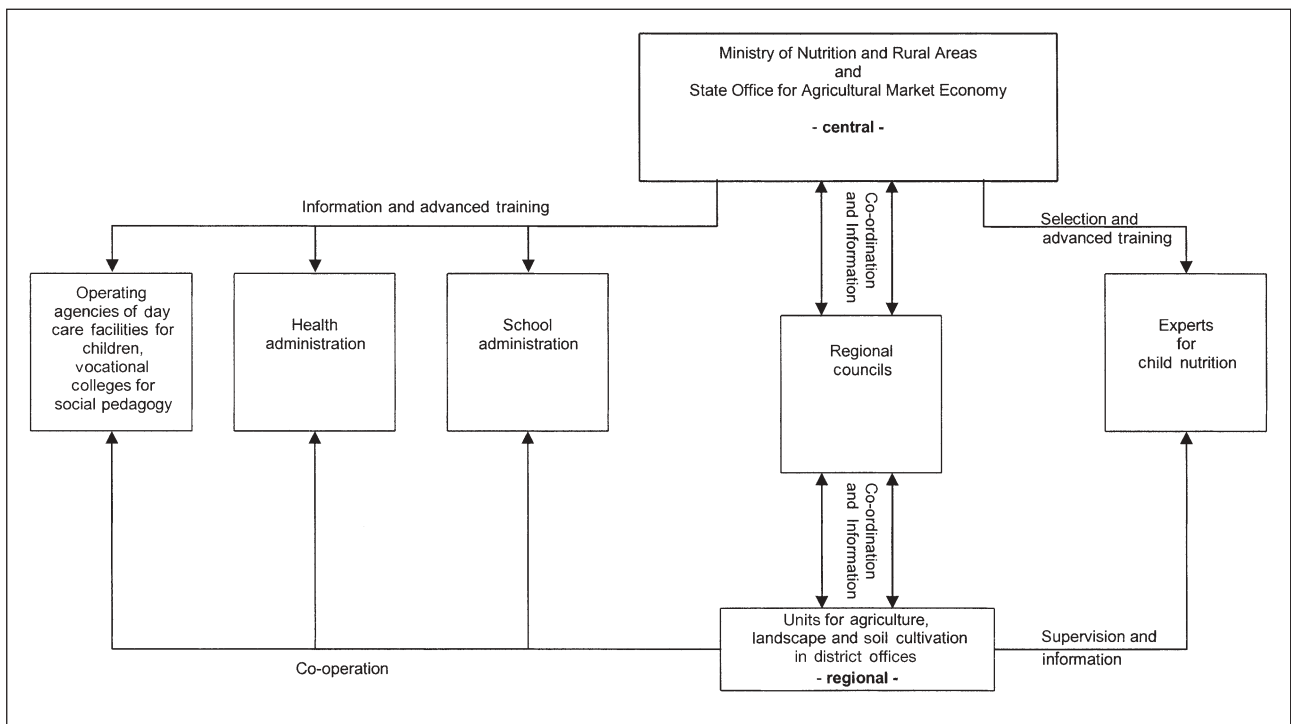 Ministry of Nutrition and Rural Areas
and
State Office for Agricultural Market Economy
- central -
Information and advanced training
Co-ordination
and Information
Selection and
advanced training
Operating
agencies of day
care facilities for
children,
vocational
colleges for
social pedagogy
Health
administration
School
administration
Regional
councils
Experts
for
child nutrition
Co-ordination
and Information
Units for agriculture,
landscape and soil cultivation
in district offices
- regional -
Co-operation
Supervision and
information